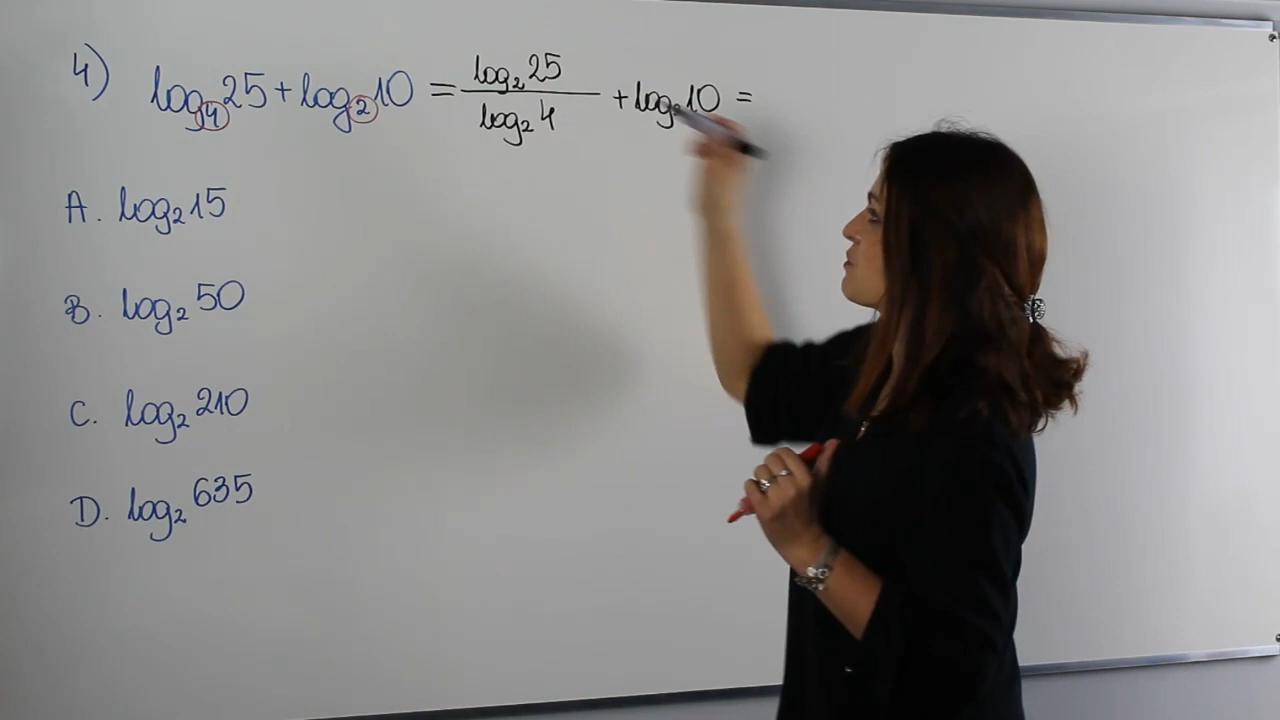 4) log₄25 + log₂10 = log₂25 / log₂4 + log₂10 =
A. log₂15
B. log₂50
C. log₂210
D. log₂635